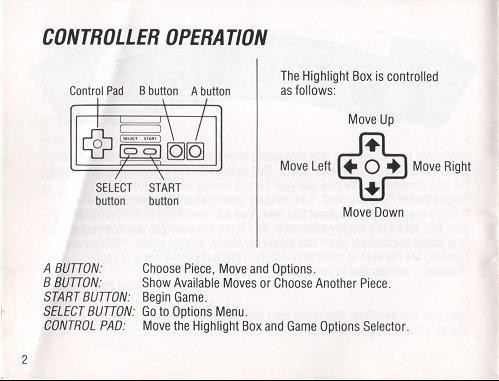 CONTROLLER OPERATION
Control Pad B button A button
SELECT START
SELECT button
START button
The Highlight Box is controlled
as follows:
Move Up
Move Left
Move Right
Move Down
A BUTTON: Choose Piece, Move and Options.
B BUTTON: Show Available Moves or Choose Another Piece.
START BUTTON: Begin Game.
SELECT BUTTON: Go to Options Menu.
CONTROL PAD: Move the Highlight Box and Game Options Selector.
2